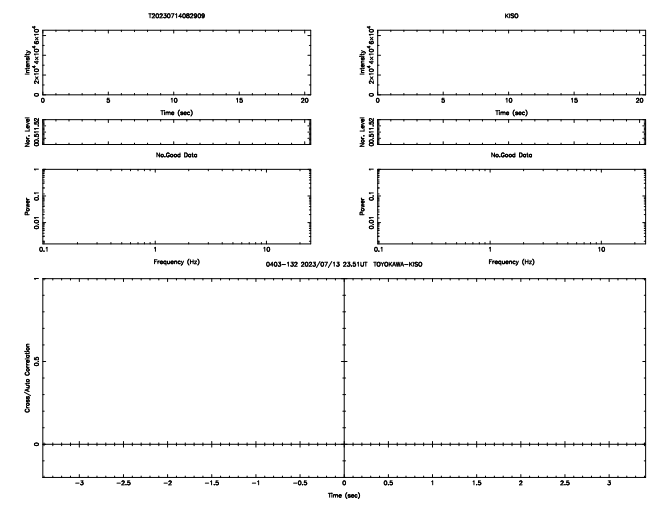 T20230714082909 KISO
Intensity
0 2×10⁴ 4×10⁴ 6×10⁴
0 5 10 15 20
Time (sec)
Intensity
0 2×10⁴ 4×10⁴ 6×10⁴
0 5 10 15 20
Time (sec)
Nor. Level
00.511.52
Nor. Level
00.511.52
No.Good Data
No.Good Data
Power
0.01 0.1 1
0.1 1 10
Frequency (Hz)
Power
0.01 0.1 1
0.1 1 10
Frequency (Hz)
0403-132 2023/07/13 23.51UT TOYOKAWA-KISO
Cross/Auto Correlation
0 0.5 1
-3 -2.5 -2 -1.5 -1 -0.5 0 0.5 1 1.5 2 2.5 3
Time (sec)